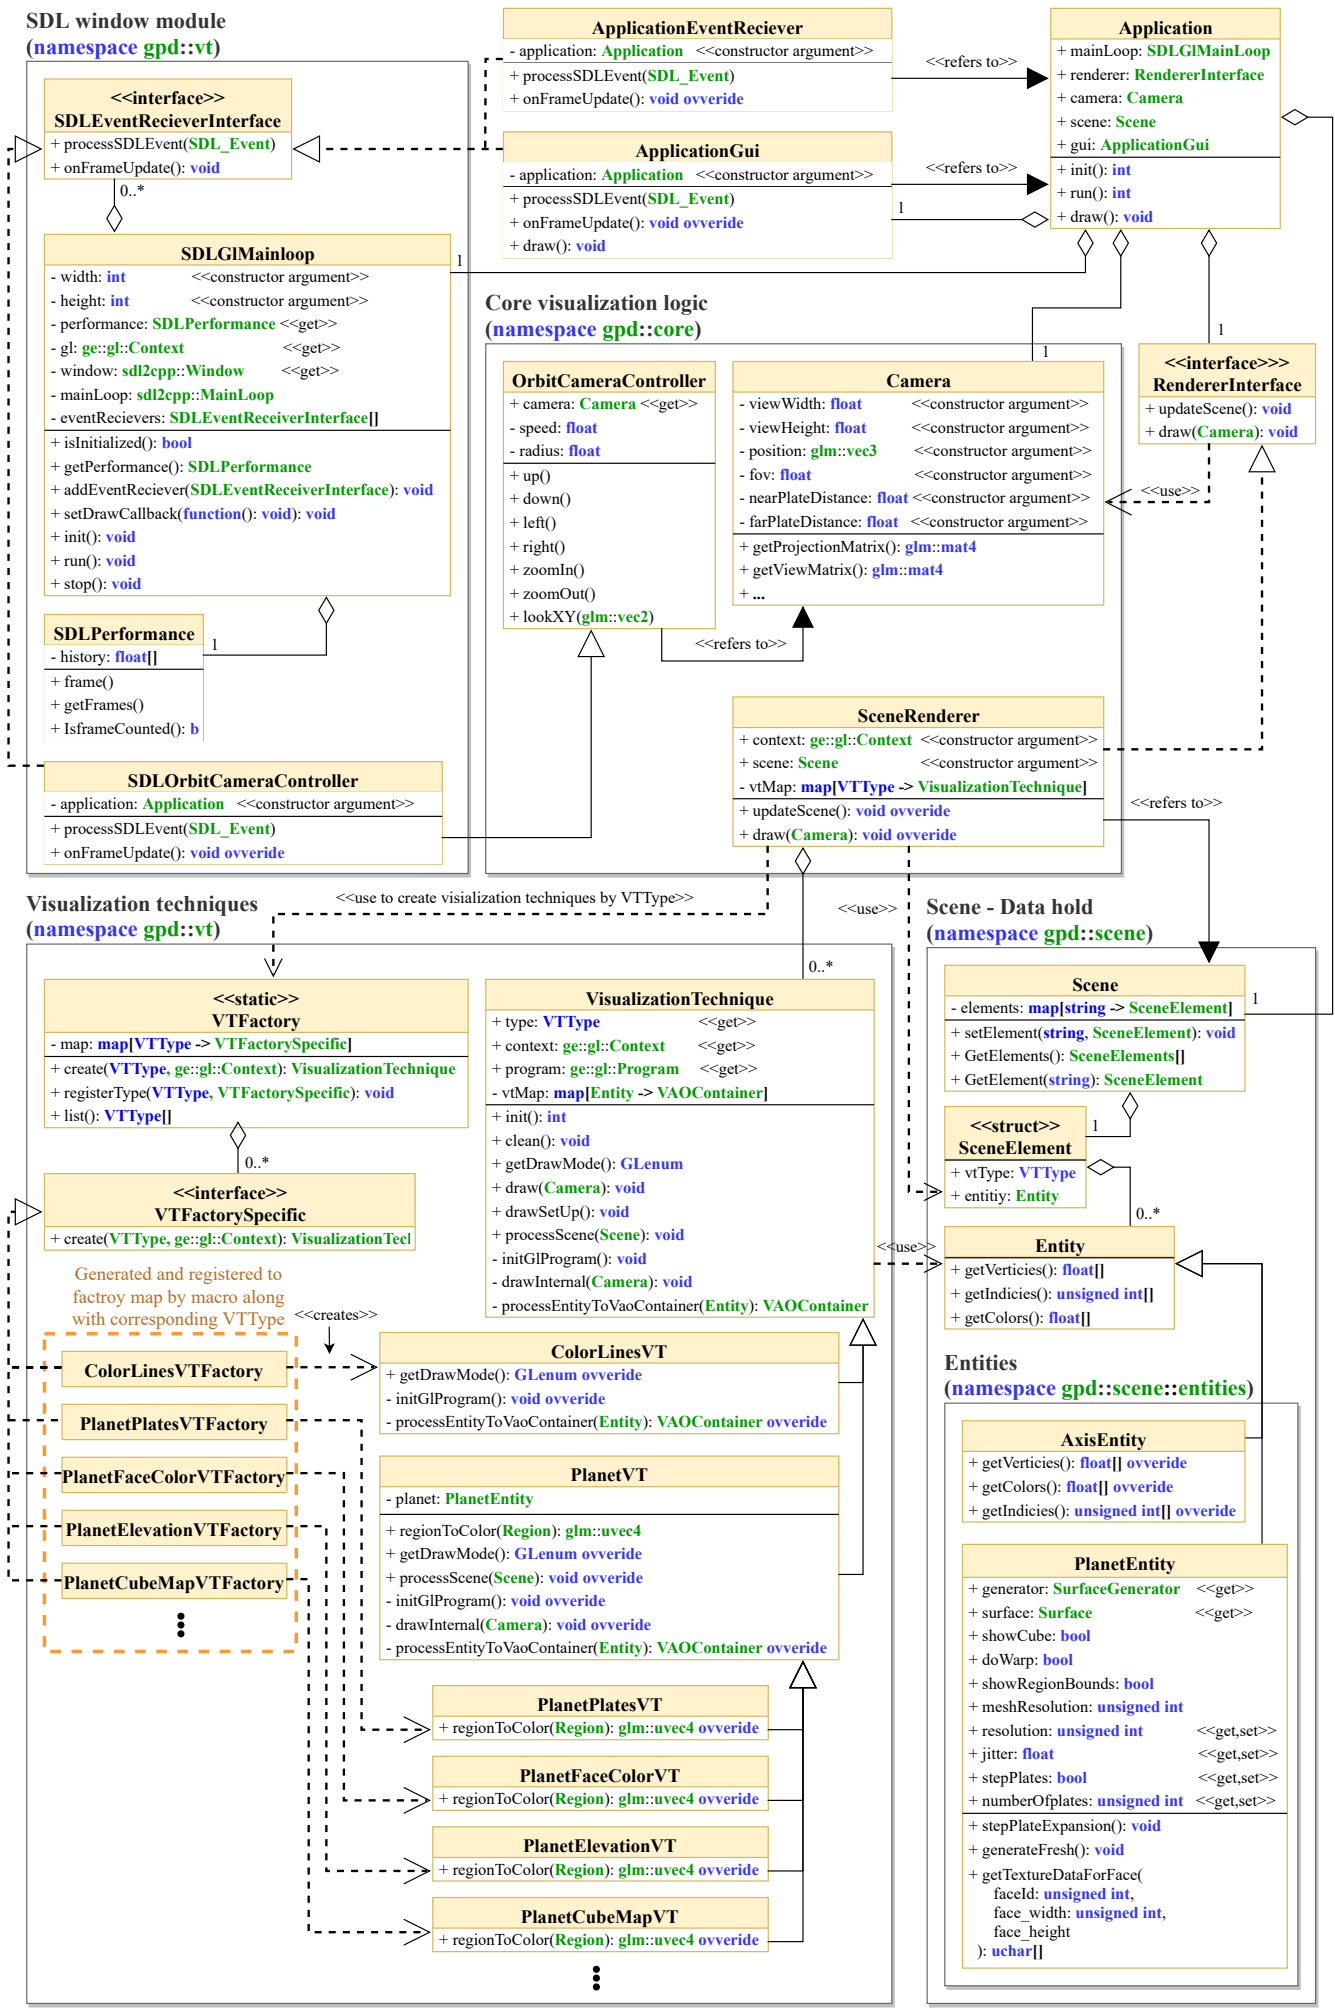 SDL window module
(namespace gpd::vt)
<<interface>>
SDLEventRecieverInterface
+ processSDLEvent(SDL_Event)
+ onFrameUpdate(): void
0..*
SDLGlMainloop
- width: int <<constructor argument>>
- height: int <<constructor argument>>
- performance: SDLPerformance <<get>>
- gl: ge::gl::Context <<get>>
- window: sdl2cpp::Window <<get>>
- mainLoop: sdl2cpp::MainLoop
- eventRecievers: SDLEventReceiverInterface[]
+ isInitialized(): bool
+ getPerformance(): SDLPerformance
+ addEventReciever(SDLEventReceiverInterface): void
+ setDrawCallback(function(): void): void
+ init(): void
+ run(): void
+ stop(): void
1
SDLPerformance
- history: float[]
+ frame()
+ getFrames()
+ IsframeCounted(): b
1
SDLOrbitCameraController
- application: Application <<constructor argument>>
+ processSDLEvent(SDL_Event)
+ onFrameUpdate(): void ovveride
ApplicationEventReciever
- application: Application <<constructor argument>>
+ processSDLEvent(SDL_Event)
+ onFrameUpdate(): void ovveride
<<refers to>>
ApplicationGui
- application: Application <<constructor argument>>
+ processSDLEvent(SDL_Event)
+ onFrameUpdate(): void ovveride
+ draw(): void
<<refers to>>
1
Application
+ mainLoop: SDLGlMainLoop
+ renderer: RendererInterface
+ camera: Camera
+ scene: Scene
+ gui: ApplicationGui
+ init(): int
+ run(): int
+ draw(): void
Core visualization logic
(namespace gpd::core)
OrbitCameraController
+ camera: Camera <<get>>
- speed: float
- radius: float
+ up()
+ down()
+ left()
+ right()
+ zoomIn()
+ zoomOut()
+ lookXY(glm::vec2)
<<refers to>>
1
Camera
- viewWidth: float <<constructor argument>>
- viewHeight: float <<constructor argument>>
- position: glm::vec3 <<constructor argument>>
- fov: float <<constructor argument>>
- nearPlateDistance: float <<constructor argument>>
- farPlateDistance: float <<constructor argument>>
+ getProjectionMatrix(): glm::mat4
+ getViewMatrix(): glm::mat4
+ ...
1
<<interface>>>
RendererInterface
+ updateScene(): void
+ draw(Camera): void
<<use>>
SceneRenderer
+ context: ge::gl::Context <<constructor argument>>
+ scene: Scene <<constructor argument>>
- vtMap: map[VTType -> VisualizationTechnique]
+ updateScene(): void ovveride
+ draw(Camera): void ovveride
<<refers to>>
<<use to create visialization techniques by VTType>>
<<use>>
Visualization techniques
(namespace gpd::vt)
<<static>>
VTFactory
- map: map[VTType -> VTFactorySpecific]
+ create(VTType, ge::gl::Context): VisualizationTechnique
+ registerType(VTType, VTFactorySpecific): void
+ list(): VTType[]
0..*
<<interface>>
VTFactorySpecific
+ create(VTType, ge::gl::Context): VisualizationTecl
Generated and registered to
factroy map by macro along
with corresponding VTType
<<creates>>
ColorLinesVTFactory
PlanetPlatesVTFactory
PlanetFaceColorVTFactory
PlanetElevationVTFactory
PlanetCubeMapVTFactory
0..*
VisualizationTechnique
+ type: VTType <<get>>
+ context: ge::gl::Context <<get>>
+ program: ge::gl::Program <<get>>
- vtMap: map[Entity -> VAOContainer]
+ init(): int
+ clean(): void
+ getDrawMode(): GLenum
+ draw(Camera): void
+ drawSetUp(): void
+ processScene(Scene): void
- initGlProgram(): void
- drawInternal(Camera): void
- processEntityToVaoContainer(Entity): VAOContainer
<<use>>
ColorLinesVT
+ getDrawMode(): GLenum ovveride
- initGlProgram(): void ovveride
- processEntityToVaoContainer(Entity): VAOContainer ovveride
PlanetVT
- planet: PlanetEntity
+ regionToColor(Region): glm::uvec4
+ getDrawMode(): GLenum ovveride
+ processScene(Scene): void ovveride
- initGlProgram(): void ovveride
- drawInternal(Camera): void ovveride
- processEntityToVaoContainer(Entity): VAOContainer ovveride
PlanetPlatesVT
+ regionToColor(Region): glm::uvec4 ovveride
PlanetFaceColorVT
+ regionToColor(Region): glm::uvec4 ovveride
PlanetElevationVT
+ regionToColor(Region): glm::uvec4 ovveride
PlanetCubeMapVT
+ regionToColor(Region): glm::uvec4 ovveride
Scene - Data hold
(namespace gpd::scene)
Scene
- elements: map[string -> SceneElement]
+ setElement(string, SceneElement): void
+ GetElements(): SceneElements[]
+ GetElement(string): SceneElement
1
<<struct>>
SceneElement
+ vtType: VTType
+ entitiy: Entity
1
0..*
Entity
+ getVerticies(): float[]
+ getIndicies(): unsigned int[]
+ getColors(): float[]
Entities
(namespace gpd::scene::entities)
AxisEntity
+ getVerticies(): float[] ovveride
+ getColors(): float[] ovveride
+ getIndicies(): unsigned int[] ovveride
PlanetEntity
+ generator: SurfaceGenerator <<get>>
+ surface: Surface <<get>>
+ showCube: bool
+ doWarp: bool
+ showRegionBounds: bool
+ meshResolution: unsigned int
+ resolution: unsigned int <<get,set>>
+ jitter: float <<get,set>>
+ stepPlates: bool <<get,set>>
+ numberOfplates: unsigned int <<get,set>>
+ stepPlateExpansion(): void
+ generateFresh(): void
+ getTextureDataForFace(
faceId: unsigned int,
face_width: unsigned int,
face_height
): uchar[]